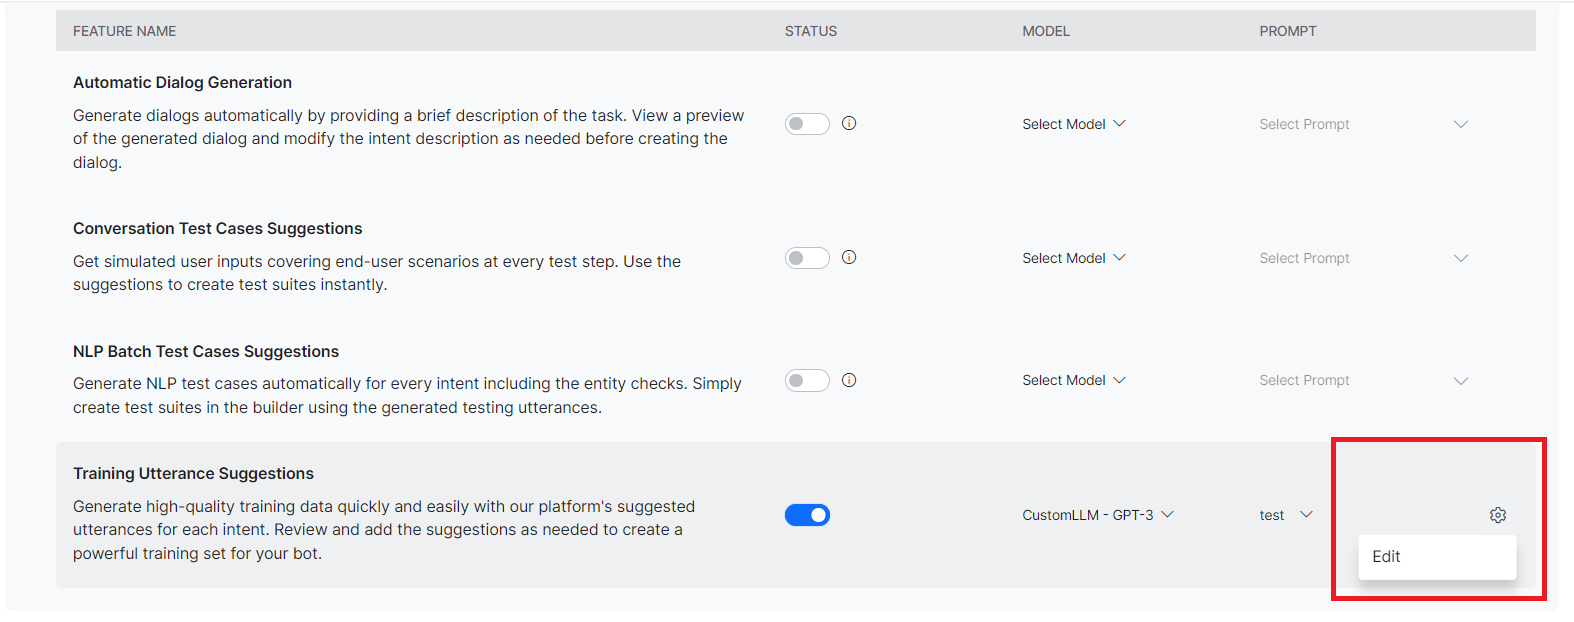 FEATURE NAME STATUS MODEL PROMPT
Automatic Dialog Generation
Generate dialogs automatically by providing a brief description of the task. View a preview
of the generated dialog and modify the intent description as needed before creating the
dialog.
Select Model Select Prompt
Conversation Test Cases Suggestions
Get simulated user inputs covering end-user scenarios at every test step. Use the
suggestions to create test suites instantly.
Select Model Select Prompt
NLP Batch Test Cases Suggestions
Generate NLP test cases automatically for every intent including the entity checks. Simply
create test suites in the builder using the generated testing utterances.
Select Model Select Prompt
Training Utterance Suggestions
Generate high-quality training data quickly and easily with our platform's suggested
utterances for each intent. Review and add the suggestions as needed to create a
powerful training set for your bot.
CustomLLM - GPT-3 test
Edit